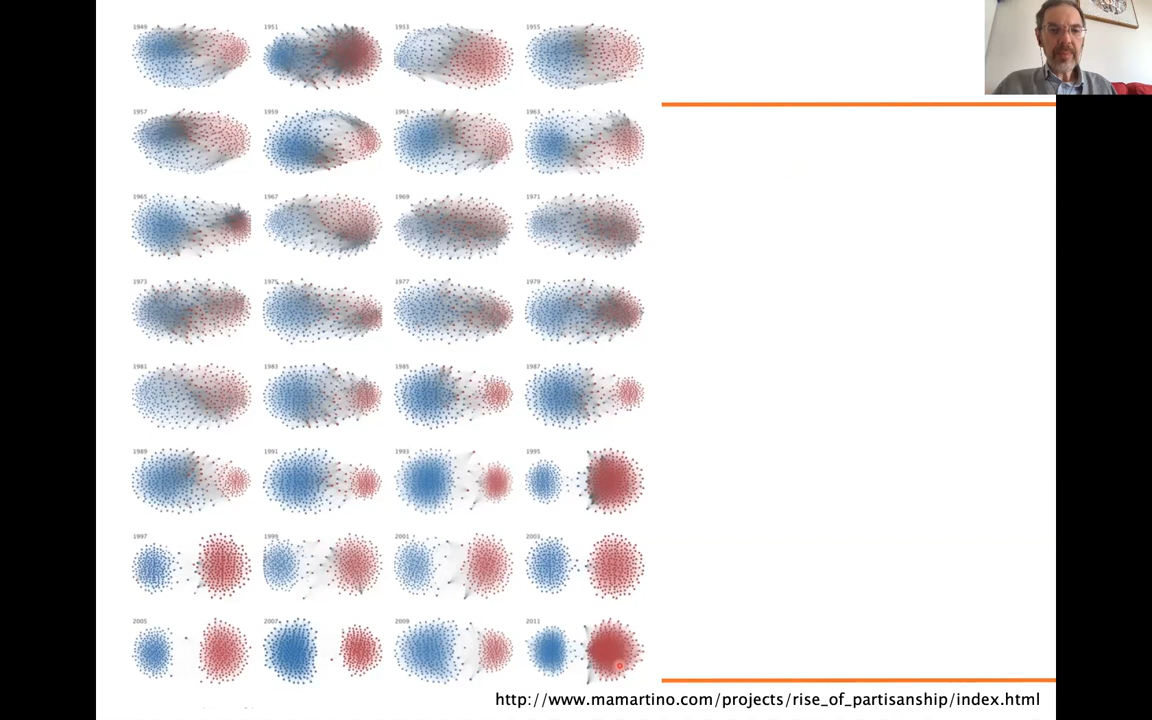 1949 1951 1953 1955
1957 1959 1961 1963
1965 1967 1969 1971
1973 1975 1977 1979
1981 1983 1985 1987
1989 1991 1993 1995
1997 1999 2001 2003
2005 2007 2009 2011
http://www.mamartino.com/projects/rise_of_partisanship/index.html